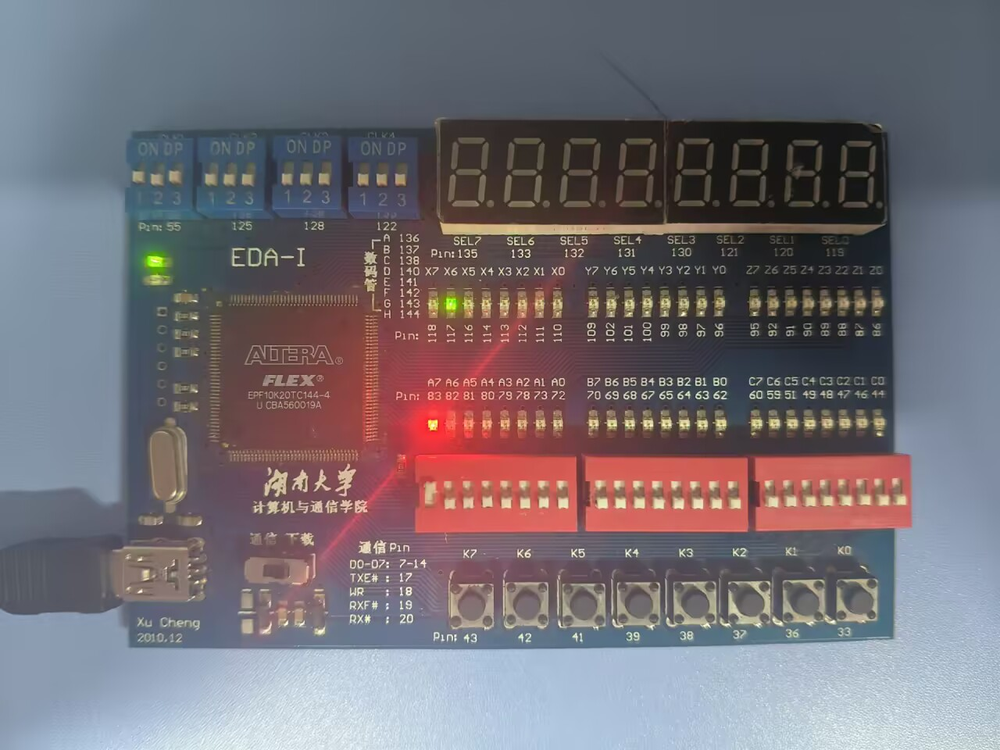 ON DP
1 2 3
ON DP
1 2 3
ON DP
1 2 3
ON DP
1 2 3
Pin: 55
125
128
122
EDA-I
数码管
A 136
B 137
C 138
D 140
E 141
F 142
G 143
H 144
SEL7 SEL6 SEL5 SEL4 SEL3 SEL2 SEL1 SEL0
Pin: 135 133 132 131 130 121 120 119
X7 X6 X5 X4 X3 X2 X1 X0
Y7 Y6 Y5 Y4 Y3 Y2 Y1 Y0
Z7 Z6 Z5 Z4 Z3 Z2 Z1 Z0
Pin: 118 117 116 114 113 112 111 110
109 102 101 100 99 98 97 96
95 92 91 90 89 88 87 86
ALTERA®
FLEX®
EPF10K20TC144-4
U CBA560019A
A7 A6 A5 A4 A3 A2 A1 A0
B7 B6 B5 B4 B3 B2 B1 B0
C7 C6 C5 C4 C3 C2 C1 C0
Pin: 83 82 81 80 79 78 73 72
70 69 68 67 65 64 63 62
60 59 51 49 48 47 46 44
湖南大学
计算机与通信学院
通信 下载
通信Pin
D0-D7: 7-14
TXE# : 17
WR : 18
RXF# : 19
RX# : 20
K7 K6 K5 K4 K3 K2 K1 K0
Pin: 43 42 41 39 38 37 36 33
Xu Cheng
2010.12